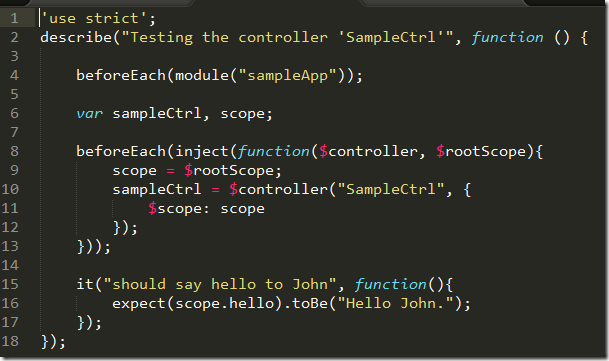 1 'use strict';
2 describe("Testing the controller 'SampleCtrl'", function () {
3
4 beforeEach(module("sampleApp"));
5
6 var sampleCtrl, scope;
7
8 beforeEach(inject(function($controller, $rootScope){
9 scope = $rootScope;
10 sampleCtrl = $controller("SampleCtrl", {
11 $scope: scope
12 });
13 }));
14
15 it("should say hello to John", function(){
16 expect(scope.hello).toBe("Hello John.");
17 });
18 });